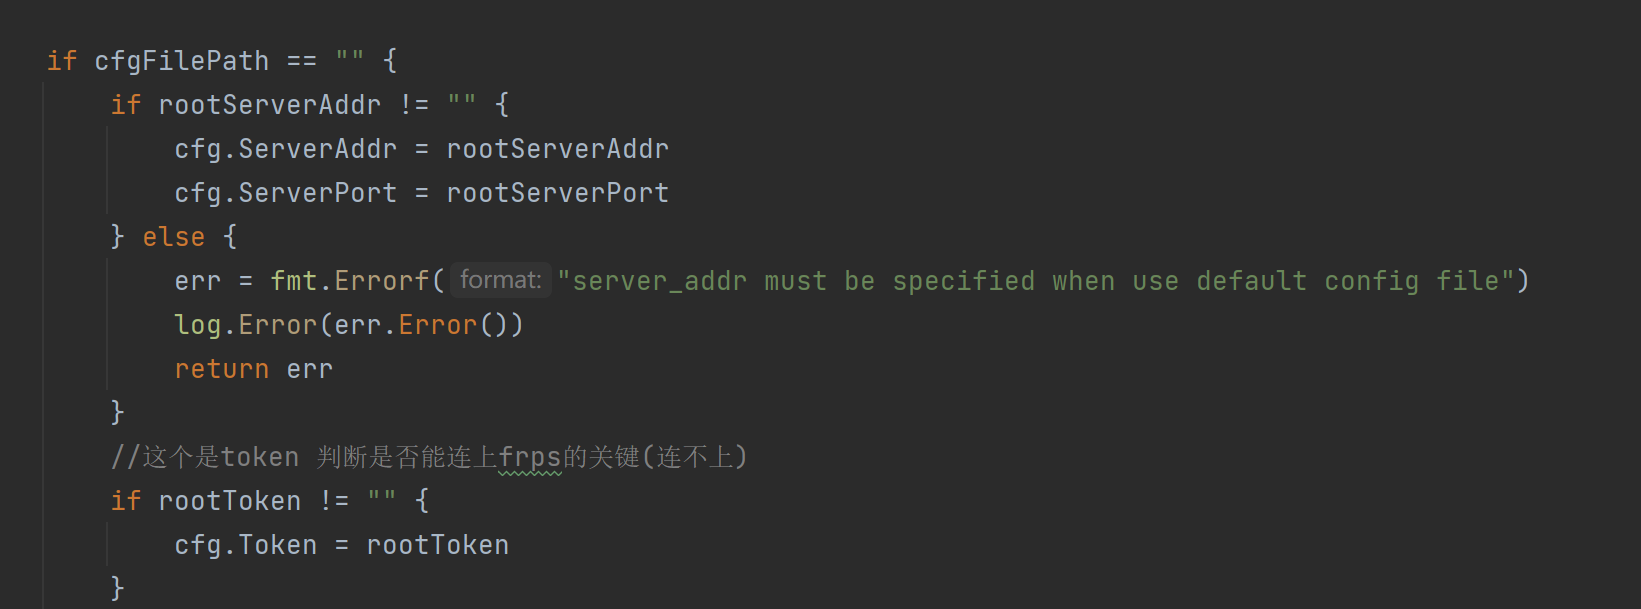 if cfgFilePath == "" {
if rootServerAddr != "" {
cfg.ServerAddr = rootServerAddr
cfg.ServerPort = rootServerPort
} else {
err = fmt.Errorf( format: "server_addr must be specified when use default config file")
log.Error(err.Error())
return err
}
//这个是token 判断是否能连上frps的关键(连不上)
if rootToken != "" {
cfg.Token = rootToken
}